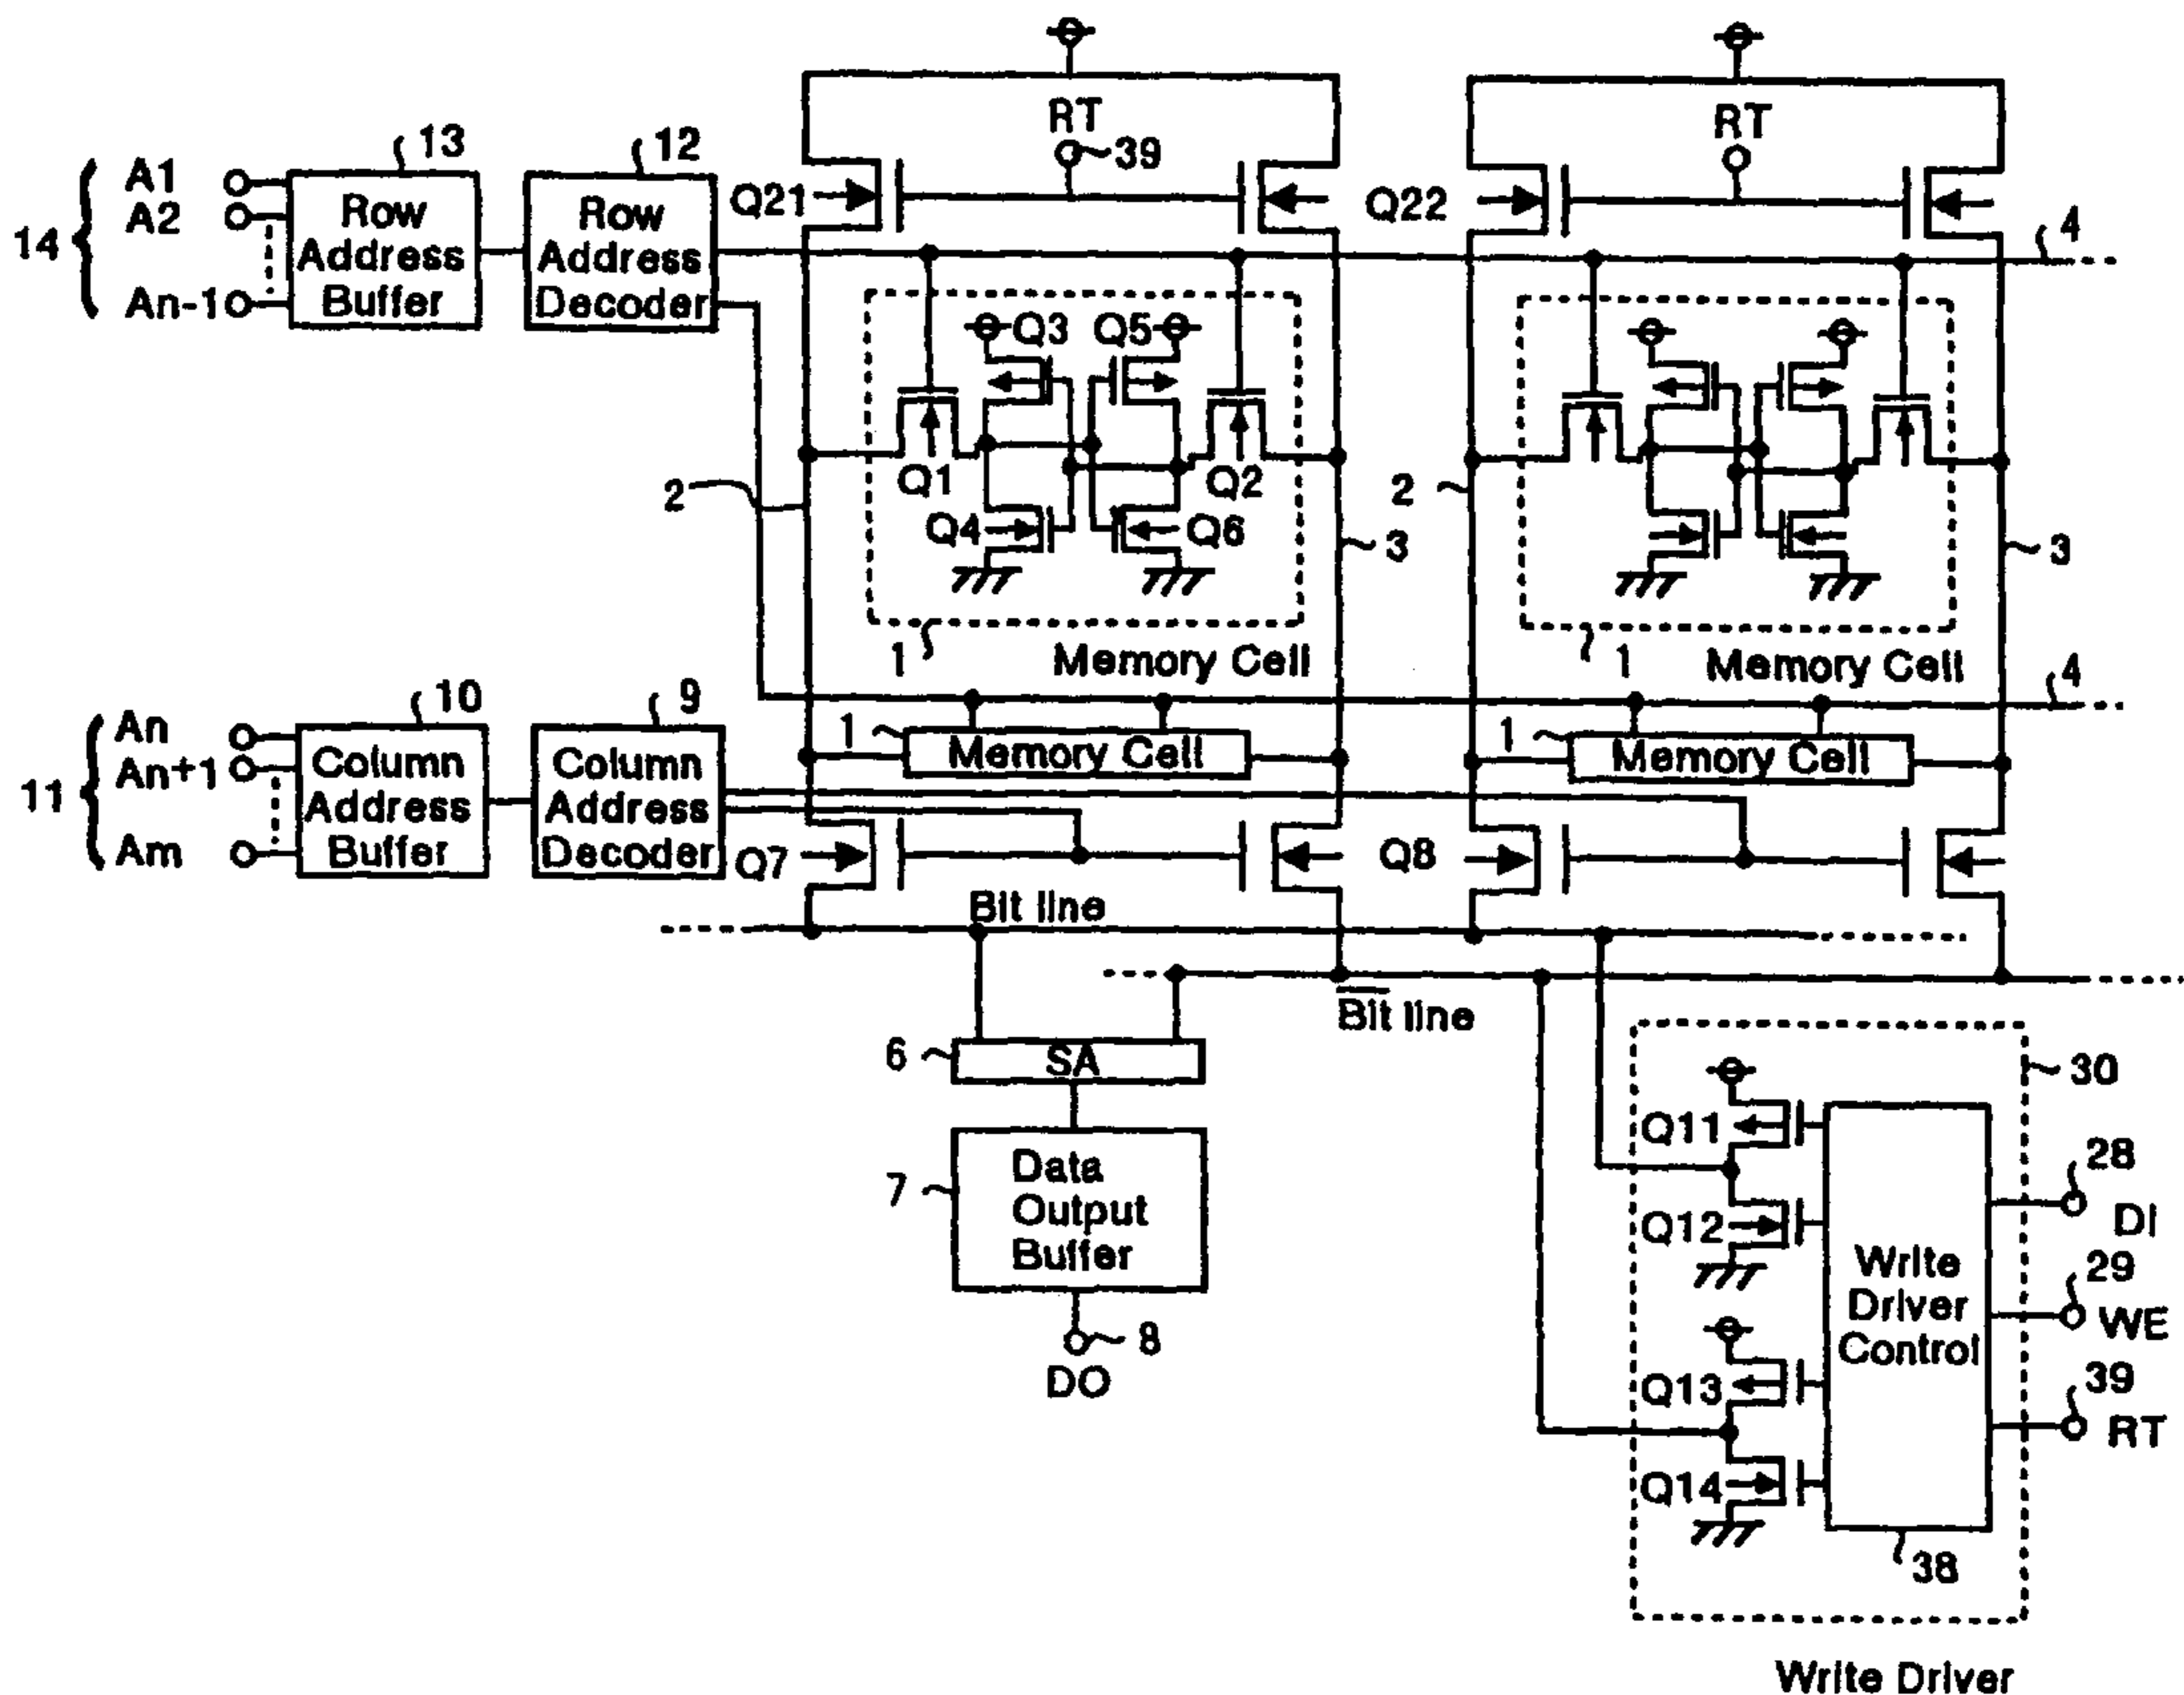 RT
39
RT
13
12
14
A1
A2
An-1
Row
Address
Buffer
Row
Address
Decoder
Q21
Q22
4
Q3
Q5
Q1
Q2
Q4
Q6
2
3
2
3
1
Memory Cell
1
Memory Cell
4
10
9
11
An
An+1
Am
Column
Address
Buffer
Column
Address
Decoder
1
Memory Cell
1
Memory Cell
Q7
Q8
Bit line
Bit line
6
SA
7
Data
Output
Buffer
8
DO
30
Q11
Q12
Q13
Q14
Write
Driver
Control
28
DI
29
WE
39
RT
38
Write Driver